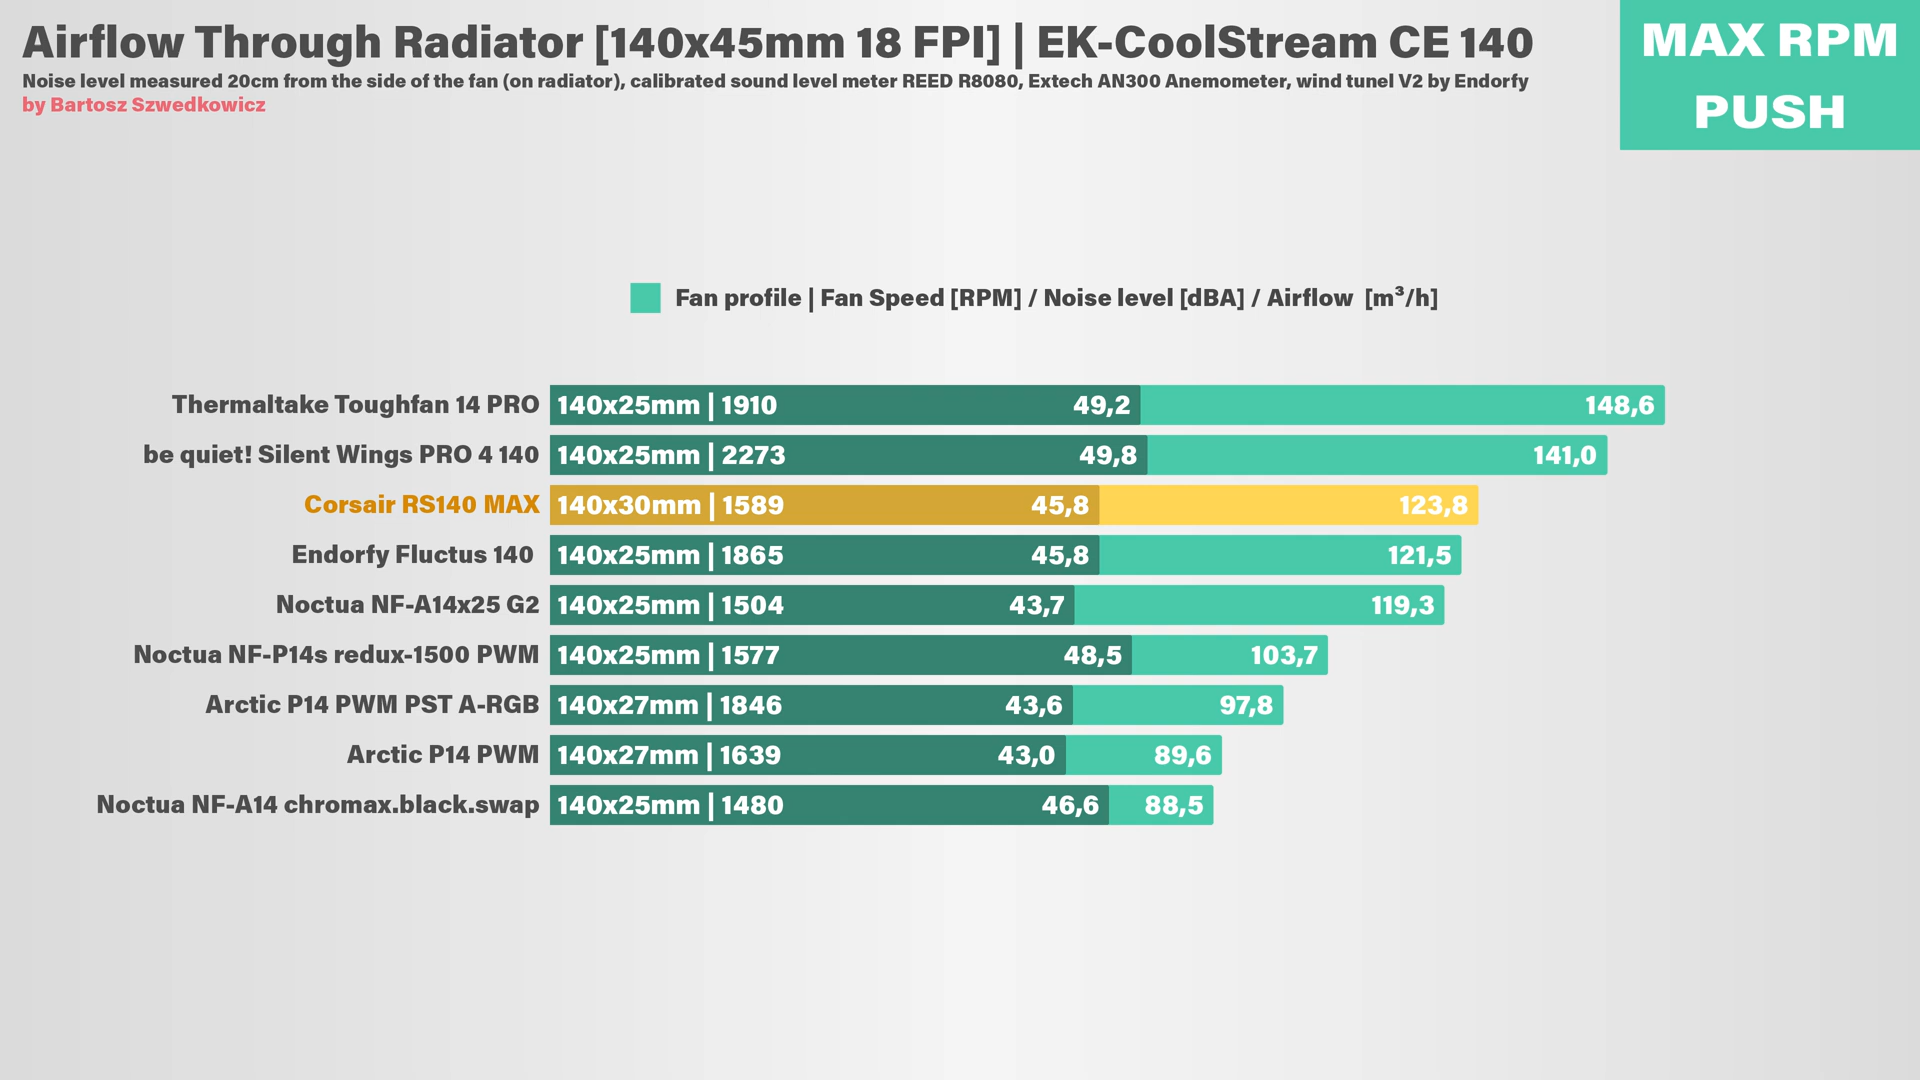 Airflow Through Radiator [140x45mm 18 FPI] | EK-CoolStream CE 140
Noise level measured 20cm from the side of the fan (on radiator), calibrated sound level meter REED R8080, Extech AN300 Anemometer, wind tunel V2 by Endorfy
by Bartosz Szwedkowicz
MAX RPM
PUSH
Fan profile | Fan Speed [RPM] / Noise level [dBA] / Airflow [m³/h]
Thermaltake Toughfan 14 PRO 140x25mm | 1910 49,2 148,6
be quiet! Silent Wings PRO 4 140 140x25mm | 2273 49,8 141,0
Corsair RS140 MAX 140x30mm | 1589 45,8 123,8
Endorfy Fluctus 140 140x25mm | 1865 45,8 121,5
Noctua NF-A14x25 G2 140x25mm | 1504 43,7 119,3
Noctua NF-P14s redux-1500 PWM 140x25mm | 1577 48,5 103,7
Arctic P14 PWM PST A-RGB 140x27mm | 1846 43,6 97,8
Arctic P14 PWM 140x27mm | 1639 43,0 89,6
Noctua NF-A14 chromax.black.swap 140x25mm | 1480 46,6 88,5